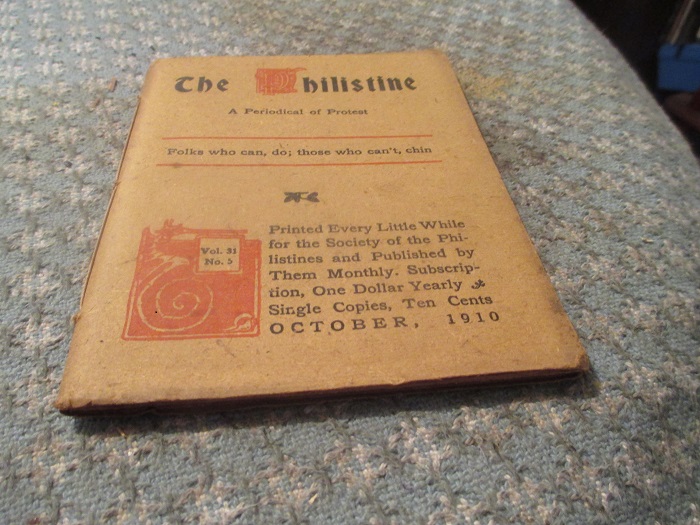 The Philistine
A Periodical of Protest
Folks who can, do; those who can't, chin
Vol. 31
No. 5
Printed Every Little While
for the Society of the Phi-
listines and Published by
Them Monthly. Subscrip-
tion, One Dollar Yearly
Single Copies, Ten Cents
OCTOBER, 1910